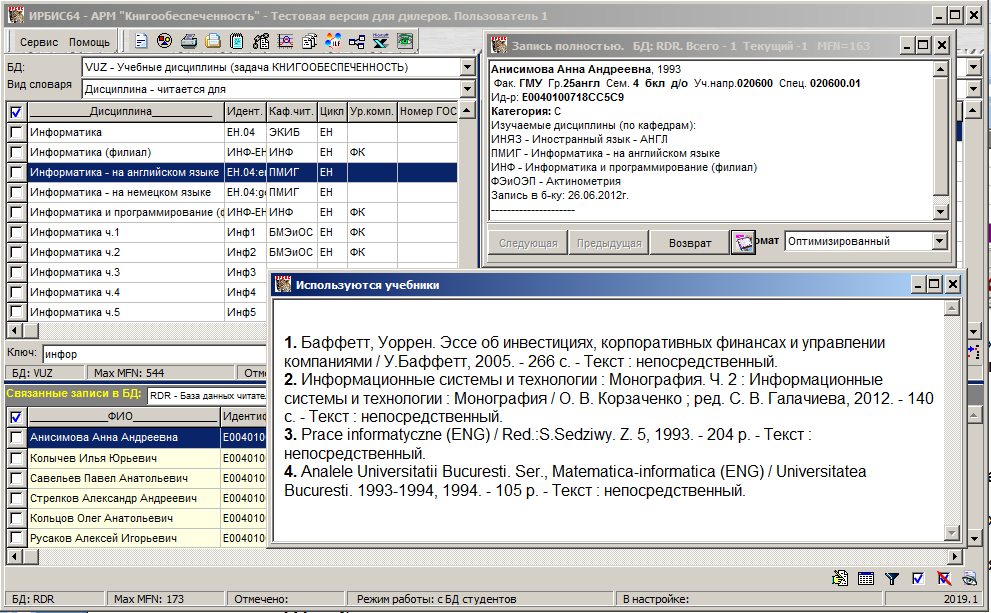 ИРБИС64 - АРМ "Книгообеспеченность" - Тестовая версия для дилеров. Пользователь 1
Сервис Помощь
БД: VUZ - Учебные дисциплины (задача КНИГООБЕСПЕЧЕННОСТЬ)
Вид словаря Дисциплина - читается для
Дисциплина Идент. Каф.чит. Цикл Ур.комп. Номер ГОС
Информатика ЕН.04 ЭКИБ ЕН
Информатика (филиал) ИНФ-ЕН ИНФ ЕН ФК
Информатика - на английском языке ЕН.04:en ПМИГ ЕН
Информатика - на немецком языке ЕН.04:ge ПМИГ ЕН
Информатика и программирование (ф ИНФ-ЕН ИНФ ЕН ФК
Информатика ч.1 Инф1 БМЭиОС ЕН ФК
Информатика ч.2 Инф2 БМЭиОС ЕН ФК
Информатика ч.3 Инф3
Информатика ч.4 Инф4
Информатика ч.5 Инф5
Ключ: инфор
БД: VUZ Max MFN: 544 Отме
Связанные записи в БД: RDR - База данных читате
ФИО Идентиф
Анисимова Анна Андреевна E004010
Колычев Илья Юрьевич E004010
Савельев Павел Анатольевич E004010
Стрелков Александр Андреевич E004010
Кольцов Олег Анатольевич E004010
Русаков Алексей Игорьевич E004010
БД: RDR Max MFN: 173 Отмечено: Режим работы: с БД студентов В настройке: 2019.1
Запись полностью. БД: RDR. Всего - 1 Текущий -1 MFN=163
Анисимова Анна Андреевна, 1993
Фак. ГМУ Гр.25англ Сем. 4 бкл д/о Уч.напр.020600 Спец. 020600.01
Ид-р: E0040100718CC5C9
Категория: С
Изучаемые дисциплины (по кафедрам):
ИНЯЗ - Иностранный язык - АНГЛ
ПМИГ - Информатика - на английском языке
ИНФ - Информатика и программирование (филиал)
ФЭиОЭП - Актинометрия
Запись в б-ку: 26.06.2012г.
---------------------
Следующая Предыдущая Возврат мат Оптимизированный
Используются учебники
1. Баффетт, Уоррен. Эссе об инвестициях, корпоративных финансах и управлении
компаниями / У.Баффетт, 2005. - 266 с. - Текст : непосредственный.
2. Информационные системы и технологии : Монография. Ч. 2 : Информационные
системы и технологии : Монография / О. В. Корзаченко ; ред. С. В. Галачиева, 2012. - 140
с. - Текст : непосредственный.
3. Prace informatyczne (ENG) / Red.:S.Sedziwy. Z. 5, 1993. - 204 p. - Текст :
непосредственный.
4. Analele Universitatii Bucuresti. Ser., Matematica-informatica (ENG) / Universitatea
Bucuresti. 1993-1994, 1994. - 105 p. - Текст : непосредственный.